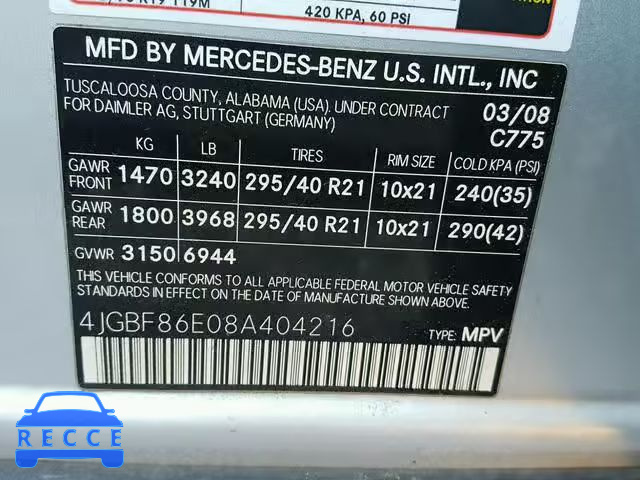 R19 119M
420 KPA, 60 PSI
MFD BY MERCEDES-BENZ U.S. INTL., INC
TUSCALOOSA COUNTY, ALABAMA (USA). UNDER CONTRACT
FOR DAIMLER AG, STUTTGART (GERMANY)
03/08
C775
KG LB TIRES RIM SIZE COLD KPA (PSI)
GAWR FRONT 1470 3240 295/40 R21 10x21 240(35)
GAWR REAR 1800 3968 295/40 R21 10x21 290(42)
GVWR 3150 6944
THIS VEHICLE CONFORMS TO ALL APPLICABLE FEDERAL MOTOR VEHICLE SAFETY
STANDARDS IN EFFECT ON THE DATE OF MANUFACTURE SHOWN ABOVE.
4JGBF86E08A404216 TYPE: MPV
RECCE